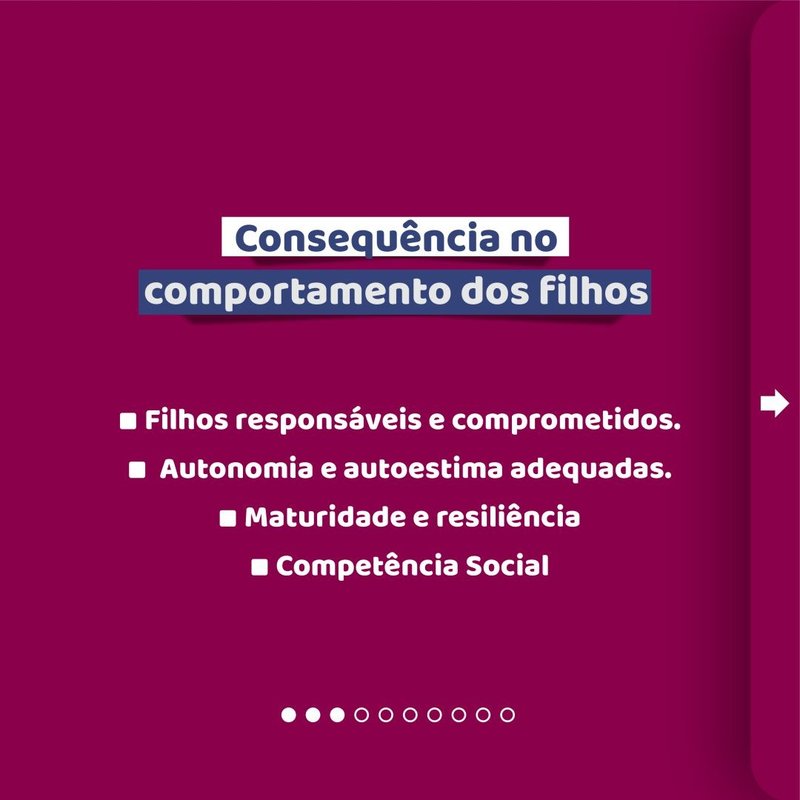 Consequência no
comportamento dos filhos
■ Filhos responsáveis e comprometidos.
■ Autonomia e autoestima adequadas.
■ Maturidade e resiliência
■ Competência Social